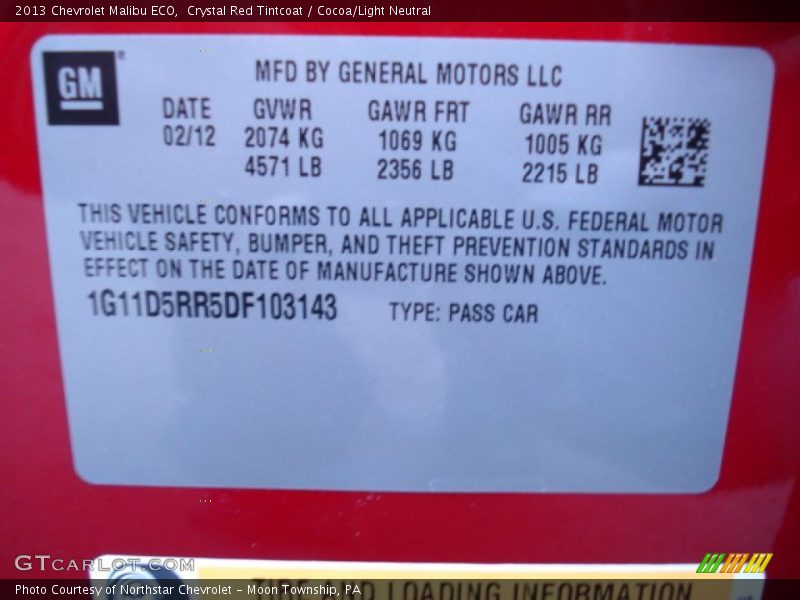 2013 Chevrolet Malibu ECO,  Crystal Red Tintcoat / Cocoa/Light Neutral
GM ®
MFD BY GENERAL MOTORS LLC
DATE GVWR GAWR FRT GAWR RR
02/12 2074 KG 1069 KG 1005 KG
4571 LB 2356 LB 2215 LB
THIS VEHICLE CONFORMS TO ALL APPLICABLE U.S. FEDERAL MOTOR
VEHICLE SAFETY, BUMPER, AND THEFT PREVENTION STANDARDS IN
EFFECT ON THE DATE OF MANUFACTURE SHOWN ABOVE.
1G11D5RR5DF103143 TYPE: PASS CAR
GTCARLOT.COM
TIRE AND LOADING INFORMATION
Photo Courtesy of Northstar Chevrolet - Moon Township, PA